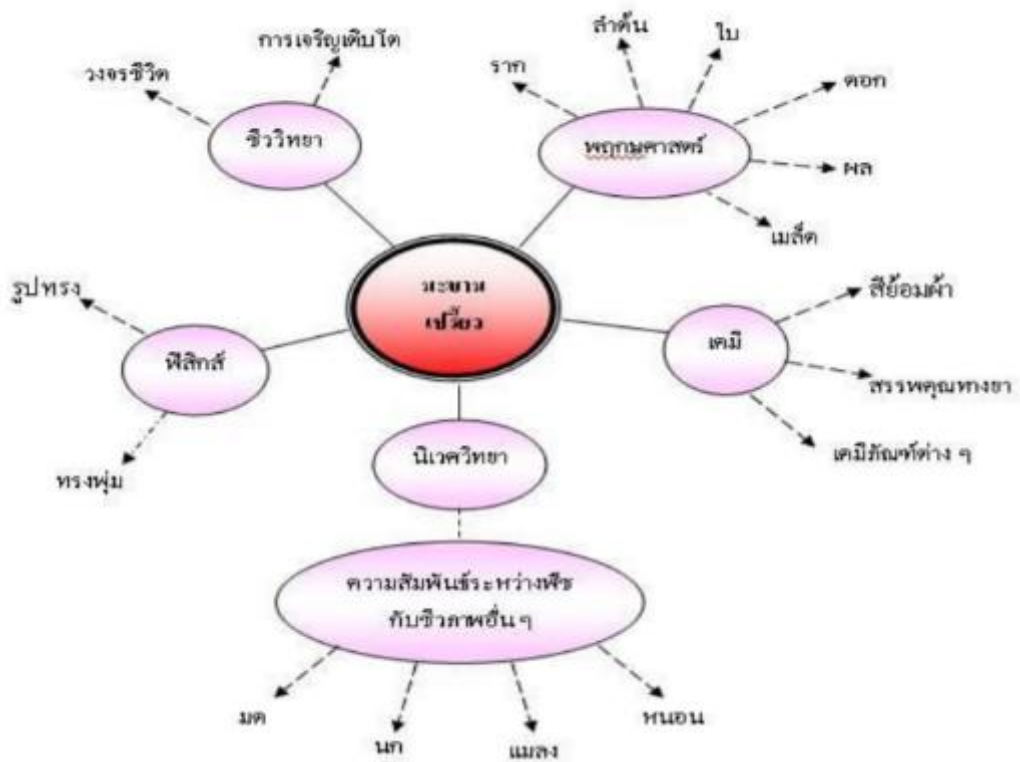 ลำต้น
ใบ
การเจริญเติบโต
ราก
วงจรชีวิต
ดอก
ชีววิทยา
พฤกษศาสตร์
ผล
เมล็ด
มะขาม
เปรี้ยว
รูปทรง
สีย้อมผ้า
ฟิสิกส์
เคมี
สรรพคุณทางยา
นิเวศวิทยา
เคมีภัณฑ์ต่าง ๆ
ทรงพุ่ม
ความสัมพันธ์ระหว่างพืช
กับชีวภาพอื่น ๆ
มด
นก
แมลง
หนอน